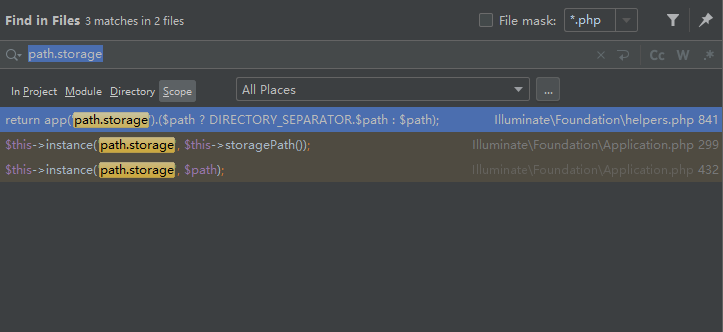 Find in Files 3 matches in 2 files File mask: *.php
path.storage Cc W .*
In Project Module Directory Scope All Places ...
return app('path.storage').($path ? DIRECTORY_SEPARATOR.$path : $path); Illuminate\Foundation\helpers.php 841
$this->instance('path.storage', $this->storagePath()); Illuminate\Foundation\Application.php 299
$this->instance('path.storage', $path); Illuminate\Foundation\Application.php 432